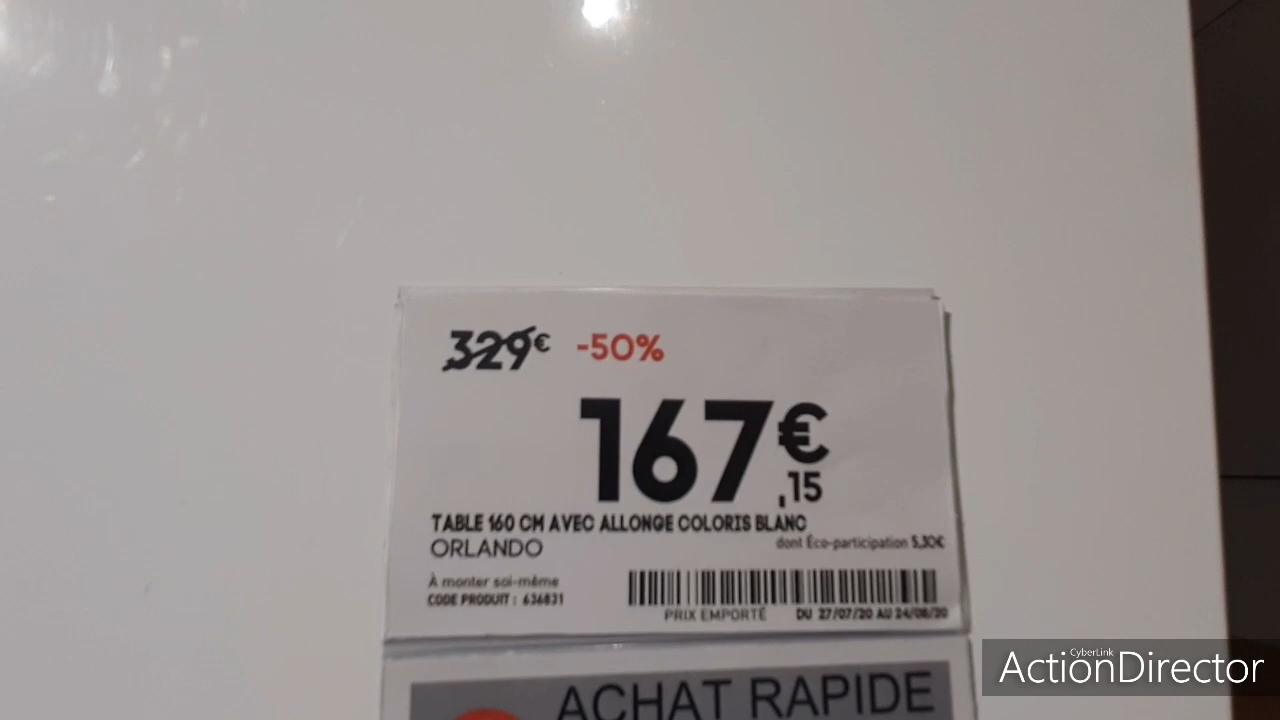 329€ -50%
167€,15
TABLE 160 CM AVEC ALLONGE COLORIS BLANC
ORLANDO
dont Éco-participation 5,30€
À monter soi-même
CODE PRODUIT : 636831
PRIX EMPORTÉ DU 27/07/20 AU 24/08/20
ACHAT RAPIDE
CyberLink
ActionDirector